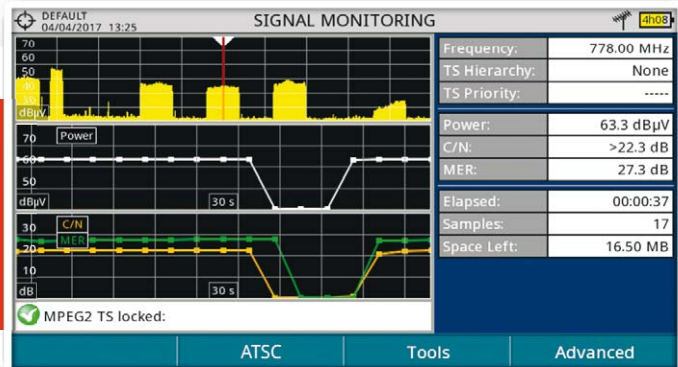 DEFAULT
04/04/2017 13:25
SIGNAL MONITORING
4h08
70
60
50
40
30
dBµV
70
Power
60
50
dBµV
30 s
30
C/N
MER
20
10
dB
30 s
MPEG2 TS locked:
Frequency: 778.00 MHz
TS Hierarchy: None
TS Priority: -----
Power: 63.3 dBµV
C/N: >22.3 dB
MER: 27.3 dB
Elapsed: 00:00:37
Samples: 17
Space Left: 16.50 MB
ATSC
Tools
Advanced